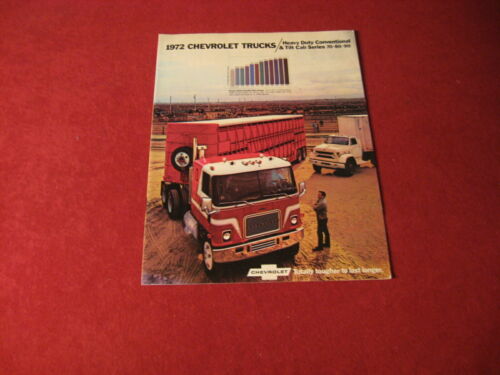 1972 CHEVROLET TRUCKS
Heavy Duty Conventional
& Tilt Cab Series 70-80-90
CHEVROLET
Totally tougher to last longer.